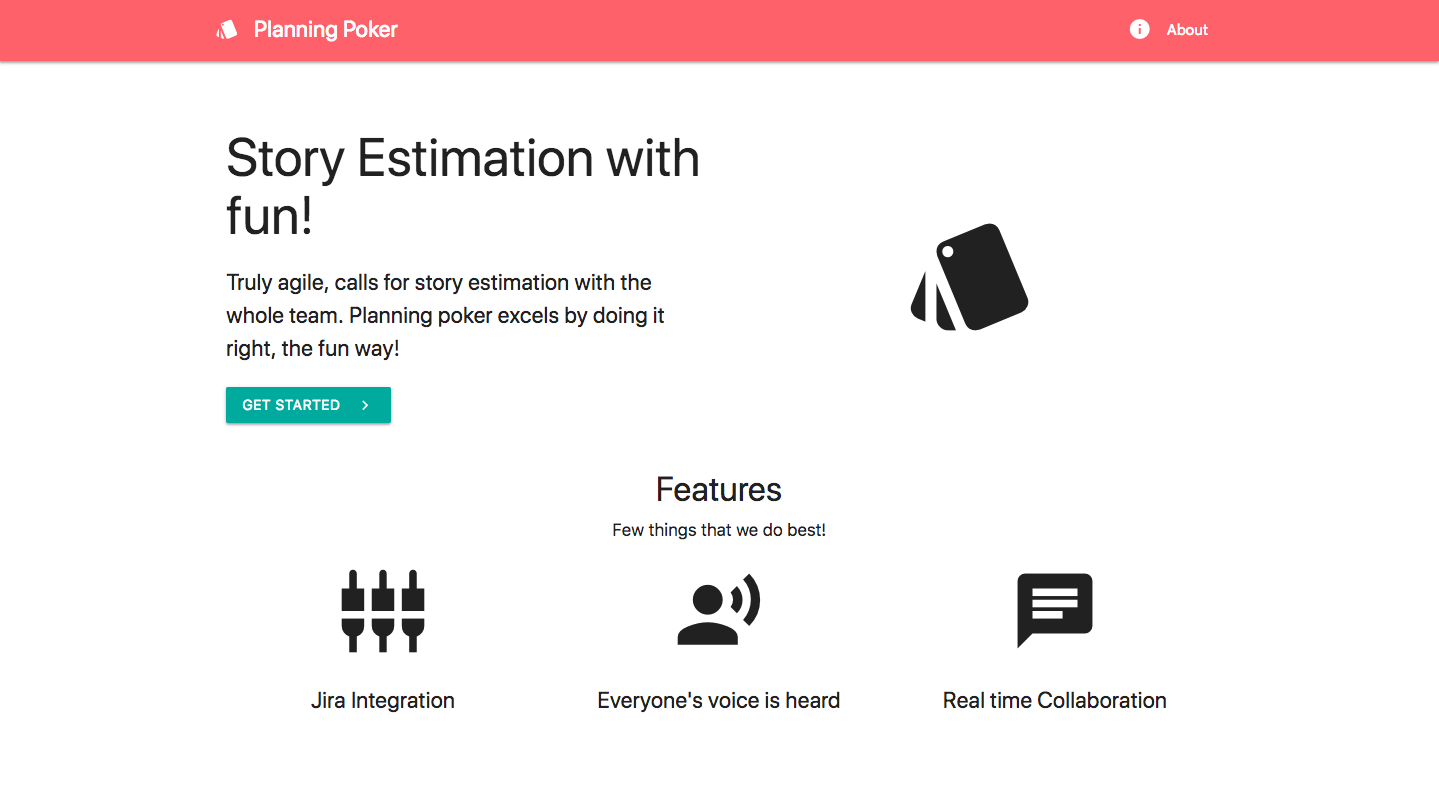 Planning Poker
About
Story Estimation with
fun!
Truly agile, calls for story estimation with the
whole team. Planning poker excels by doing it
right, the fun way!
GET STARTED
Features
Few things that we do best!
Jira Integration
Everyone's voice is heard
Real time Collaboration